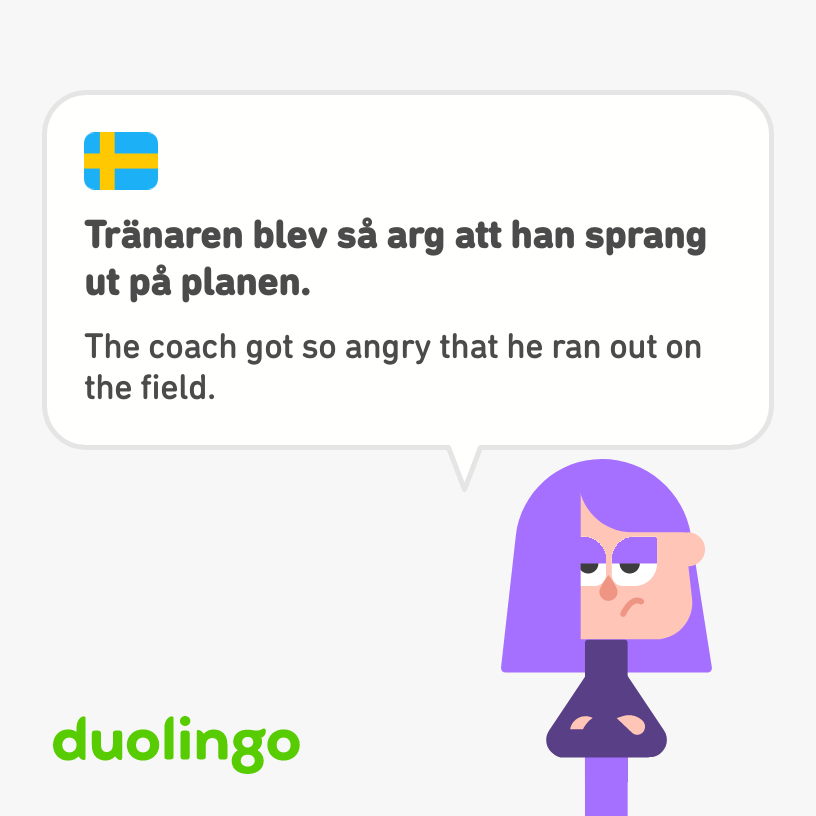 Tränaren blev så arg att han sprang
ut på planen.
The coach got so angry that he ran out on
the field.
duolingo